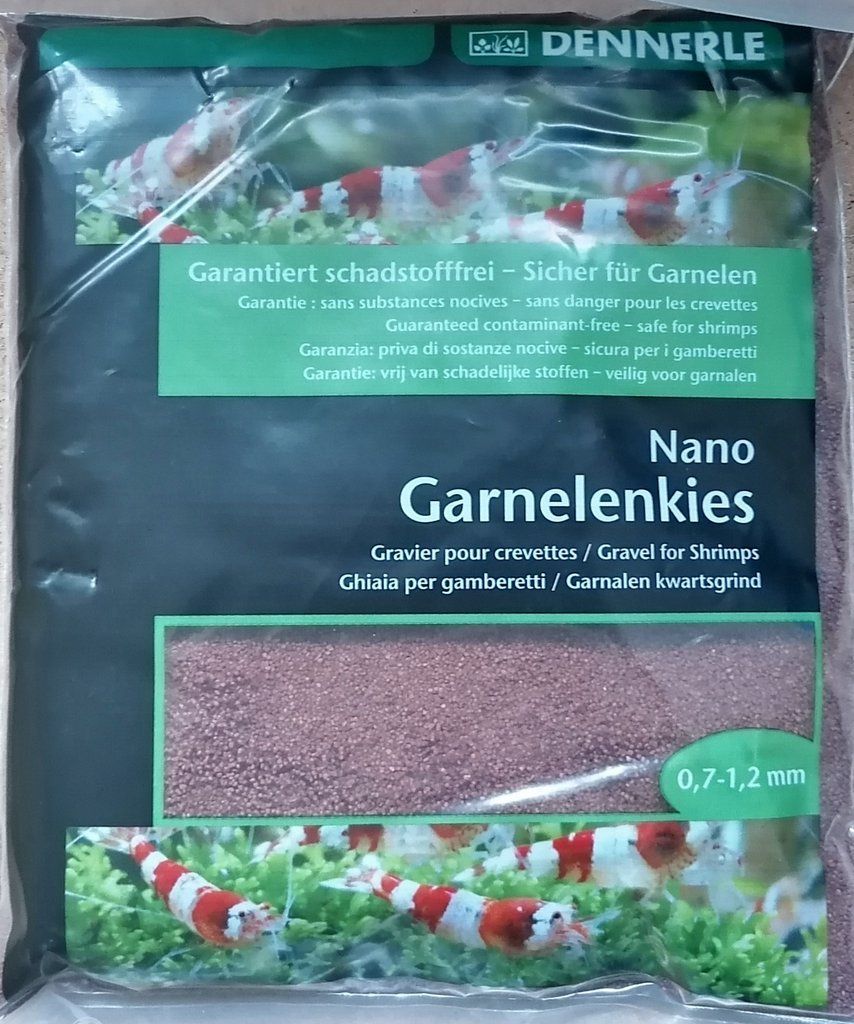 DENNERLE
Garantiert schadstofffrei – Sicher für Garnelen
Garantie : sans substances nocives – sans danger pour les crevettes
Guaranteed contaminant-free – safe for shrimps
Garanzia: priva di sostanze nocive – sicura per i gamberetti
Garantie: vrij van schadelijke stoffen – veilig voor garnalen
Nano
Garnelenkies
Gravier pour crevettes / Gravel for Shrimps
Ghiaia per gamberetti / Garnalen kwartsgrind
0,7-1,2 mm